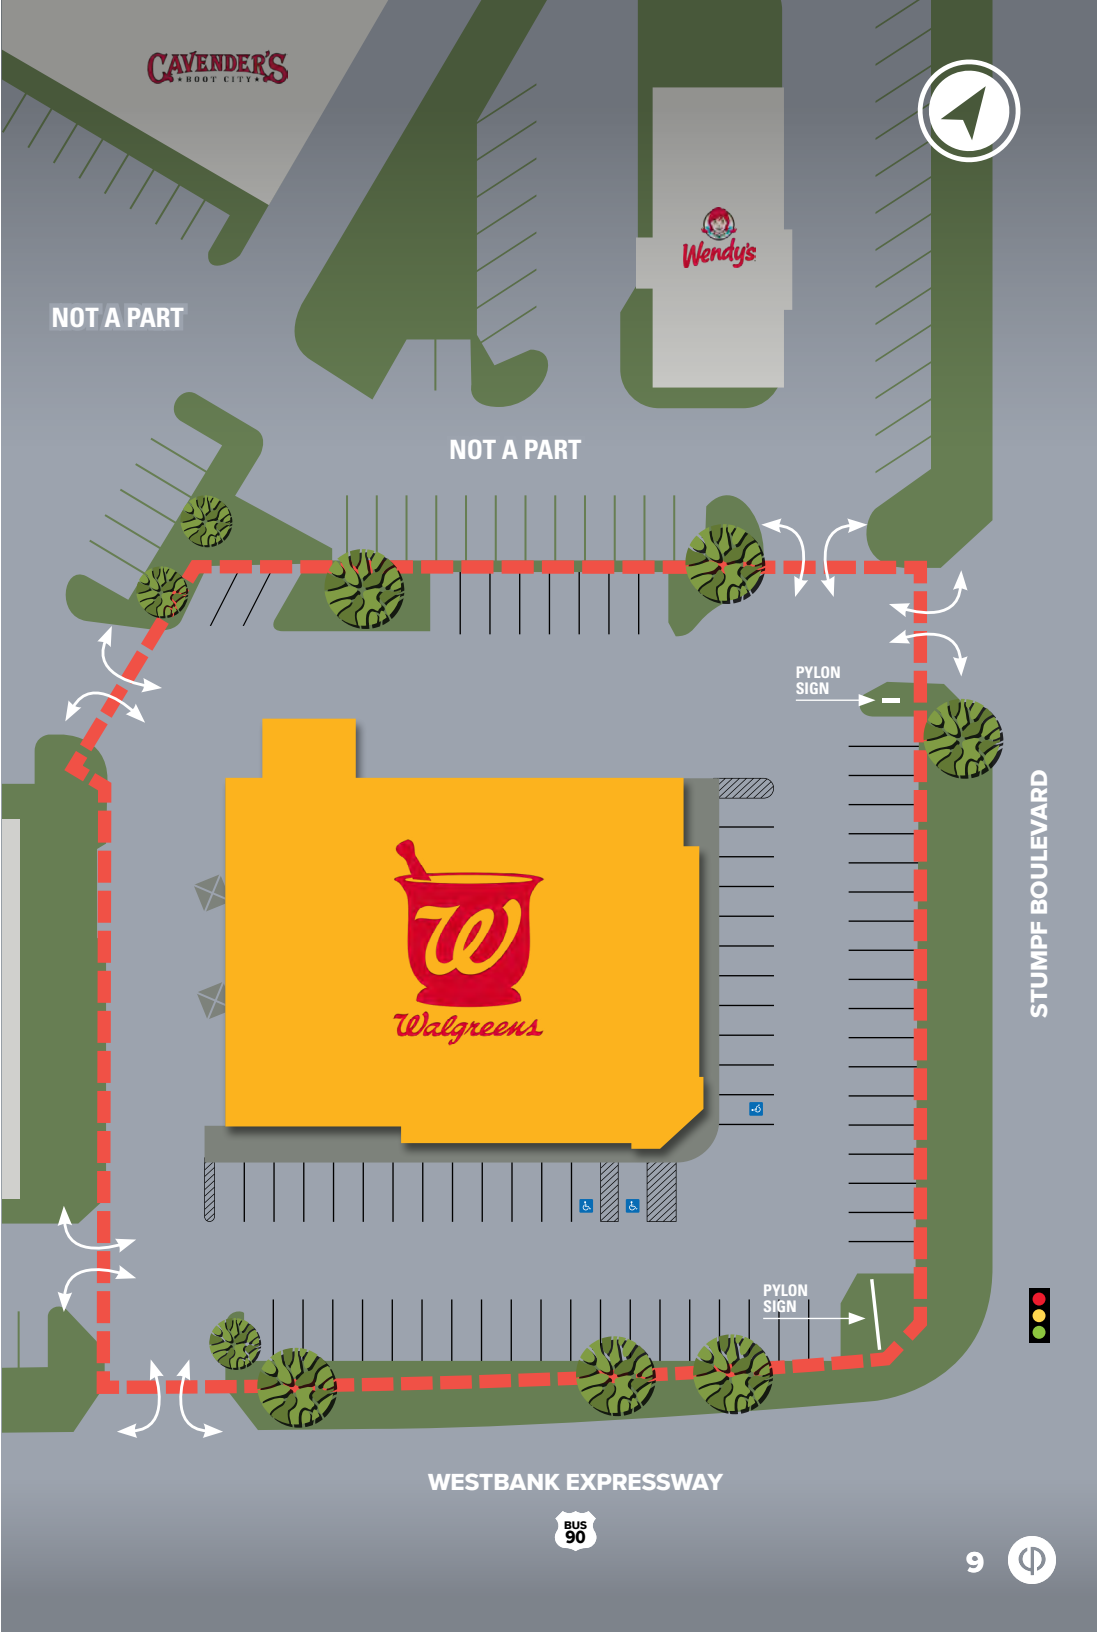 CAVENDER'S
BOOT CITY
Wendy's
NOT A PART
NOT A PART
PYLON
SIGN
STUMPF BOULEVARD
W
Walgreens
PYLON
SIGN
WESTBANK EXPRESSWAY
BUS
90
9